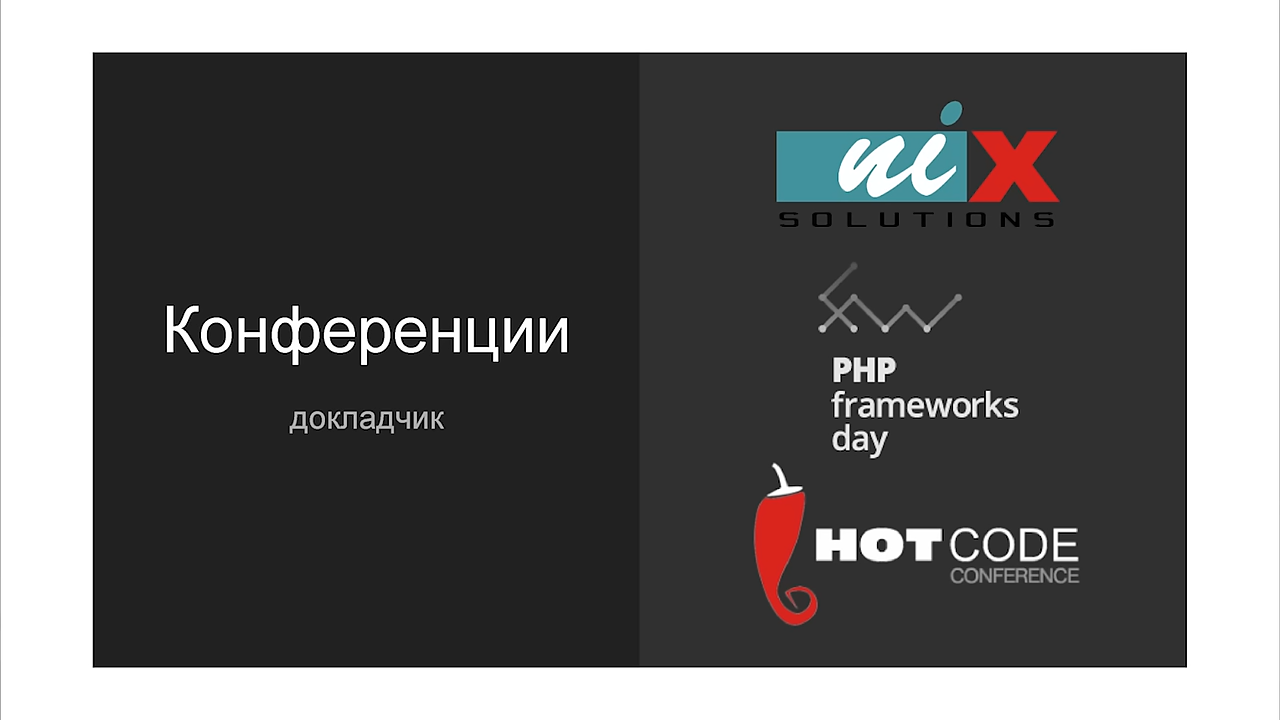 Конференции
докладчик
nix
SOLUTIONS
PHP
frameworks
day
HOT CODE
CONFERENCE